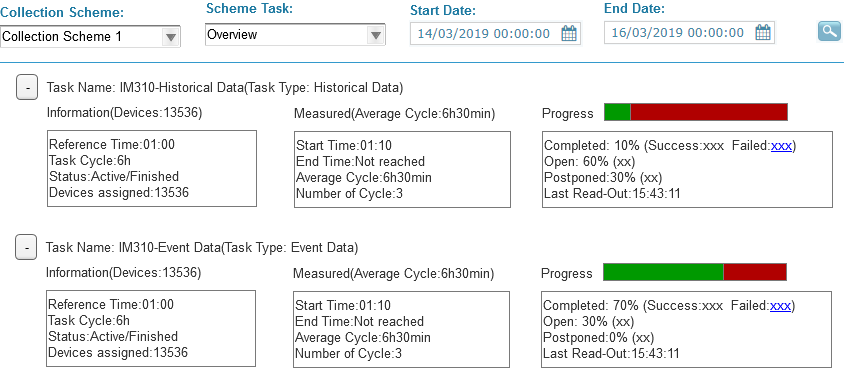 Collection Scheme: Scheme Task: Start Date: End Date:
Collection Scheme 1 Overview 14/03/2019 00:00:00 16/03/2019 00:00:00
- Task Name: IM310-Historical Data(Task Type: Historical Data)
Information(Devices:13536) Measured(Average Cycle:6h30min) Progress
Reference Time:01:00
Task Cycle:6h
Status:Active/Finished
Devices assigned:13536
Start Time:01:10
End Time:Not reached
Average Cycle:6h30min
Number of Cycle:3
Completed: 10% (Success:xxx Failed:xxx)
Open: 60% (xx)
Postponed:30% (xx)
Last Read-Out:15:43:11
- Task Name: IM310-Event Data(Task Type: Event Data)
Information(Devices:13536) Measured(Average Cycle:6h30min) Progress
Reference Time:01:00
Task Cycle:6h
Status:Active/Finished
Devices assigned:13536
Start Time:01:10
End Time:Not reached
Average Cycle:6h30min
Number of Cycle:3
Completed: 70% (Success:xxx Failed:xxx)
Open: 30% (xx)
Postponed:0% (xx)
Last Read-Out:15:43:11